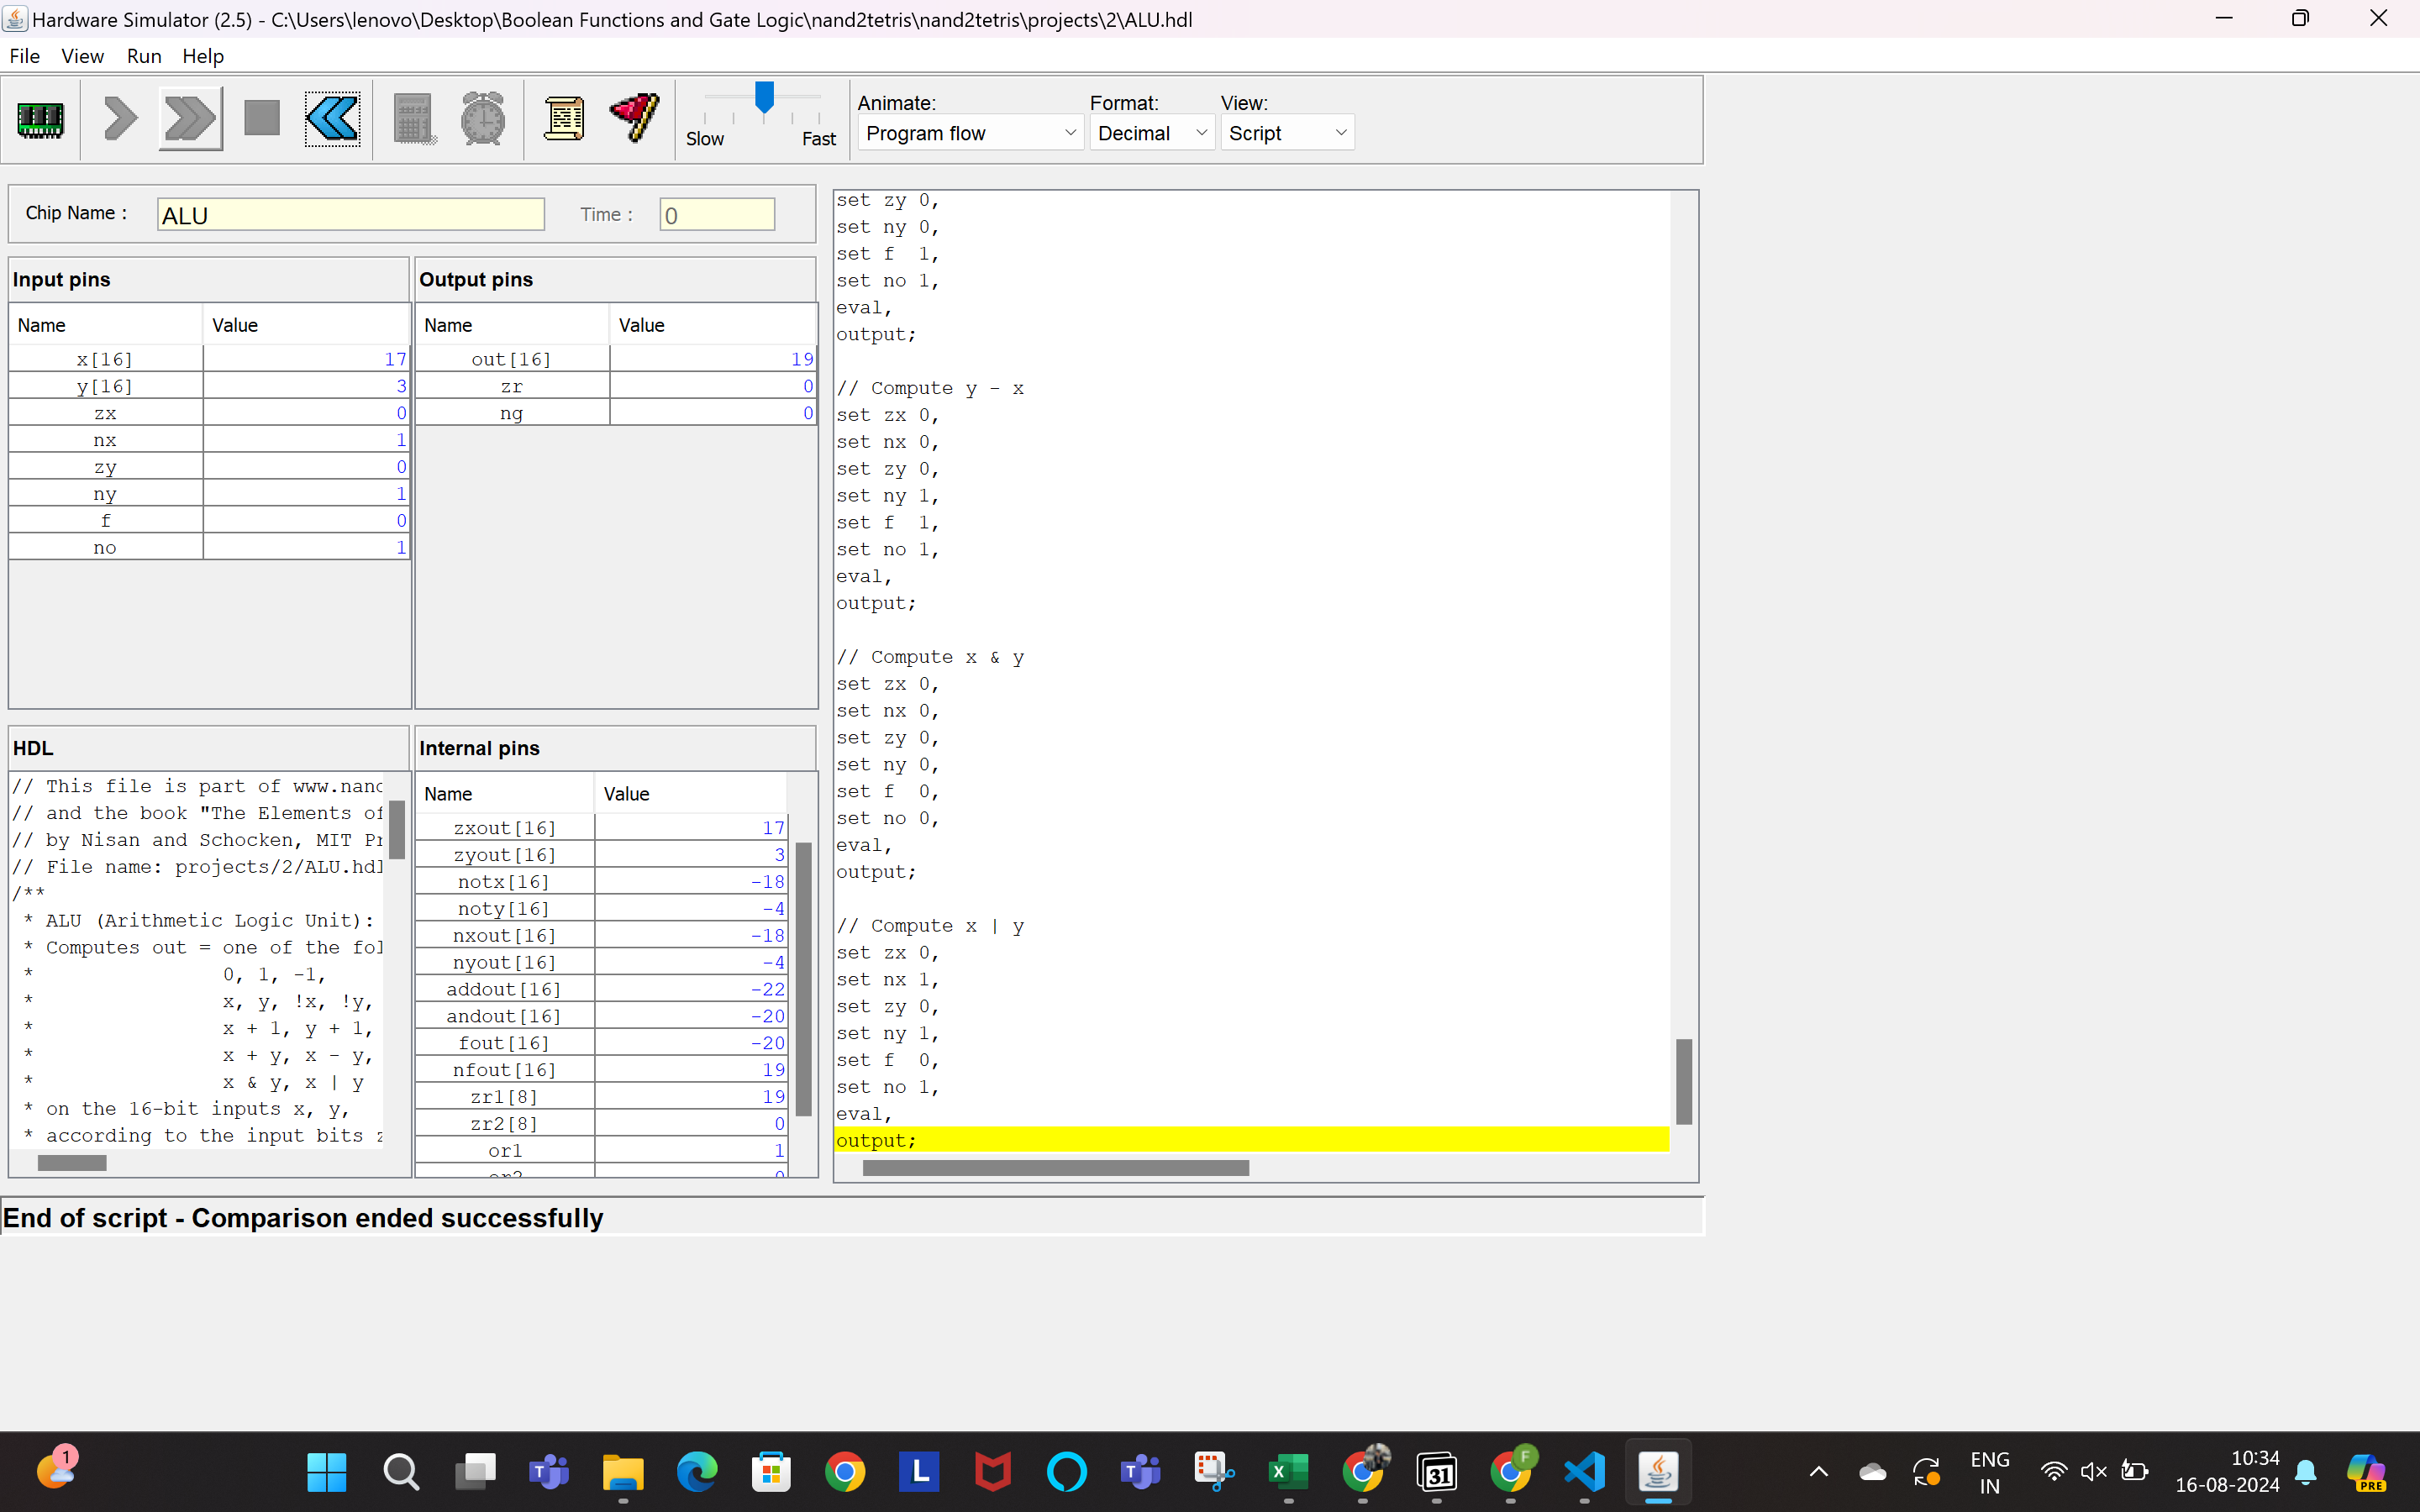 Hardware Simulator (2.5) - C:\Users\lenovo\Desktop\Boolean Functions and Gate Logic\nand2tetris\nand2tetris\projects\2\ALU.hdl
File View Run Help
Slow Fast
Animate: Format: View:
Program flow Decimal Script
Chip Name : ALU Time : 0
Input pins
Name Value
x[16] 17
y[16] 3
zx 0
nx 1
zy 0
ny 1
f 0
no 1
Output pins
Name Value
out[16] 19
zr 0
ng 0
HDL
// This file is part of www.nand
// and the book "The Elements of
// by Nisan and Schocken, MIT Pr
// File name: projects/2/ALU.hdl
/**
* ALU (Arithmetic Logic Unit):
* Computes out = one of the fol
* 0, 1, -1,
* x, y, !x, !y,
* x + 1, y + 1,
* x + y, x - y,
* x & y, x | y
* on the 16-bit inputs x, y,
* according to the input bits z
Internal pins
Name Value
zxout[16] 17
zyout[16] 3
notx[16] -18
noty[16] -4
nxout[16] -18
nyout[16] -4
addout[16] -22
andout[16] -20
fout[16] -20
nfout[16] 19
zr1[8] 19
zr2[8] 0
or1 1
or2 0
set zy 0,
set ny 0,
set f 1,
set no 1,
eval,
output;
// Compute y - x
set zx 0,
set nx 0,
set zy 0,
set ny 1,
set f 1,
set no 1,
eval,
output;
// Compute x & y
set zx 0,
set nx 0,
set zy 0,
set ny 0,
set f 0,
set no 0,
eval,
output;
// Compute x | y
set zx 0,
set nx 1,
set zy 0,
set ny 1,
set f 0,
set no 1,
eval,
output;
End of script - Comparison ended successfully
1
T
L
T
X
31
F
ENG
IN
10:34
16-08-2024
PRE